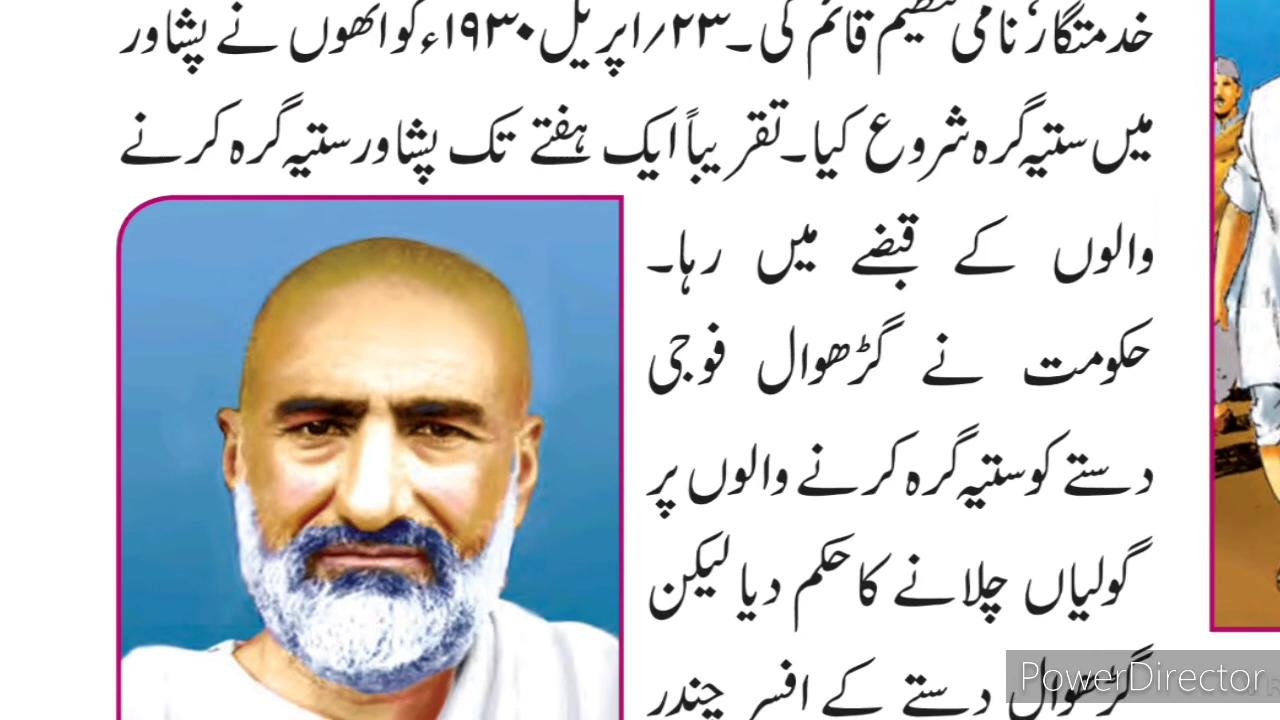 خدمتگار‘ نامی تنظیم قائم کی۔ ۲۳؍اپریل ۱۹۳۰ء کو انھوں نے پشاور
میں ستیہ گرہ شروع کیا۔ تقریباً ایک ہفتے تک پشاور ستیہ گرہ کرنے
والوں کے قبضے میں رہا۔
حکومت نے گڑھوال فوجی
دستے کو ستیہ گرہ کرنے والوں پر
گولیاں چلانے کا حکم دیا لیکن
گڑھوال دستے کے افسر چندر
PowerDirector